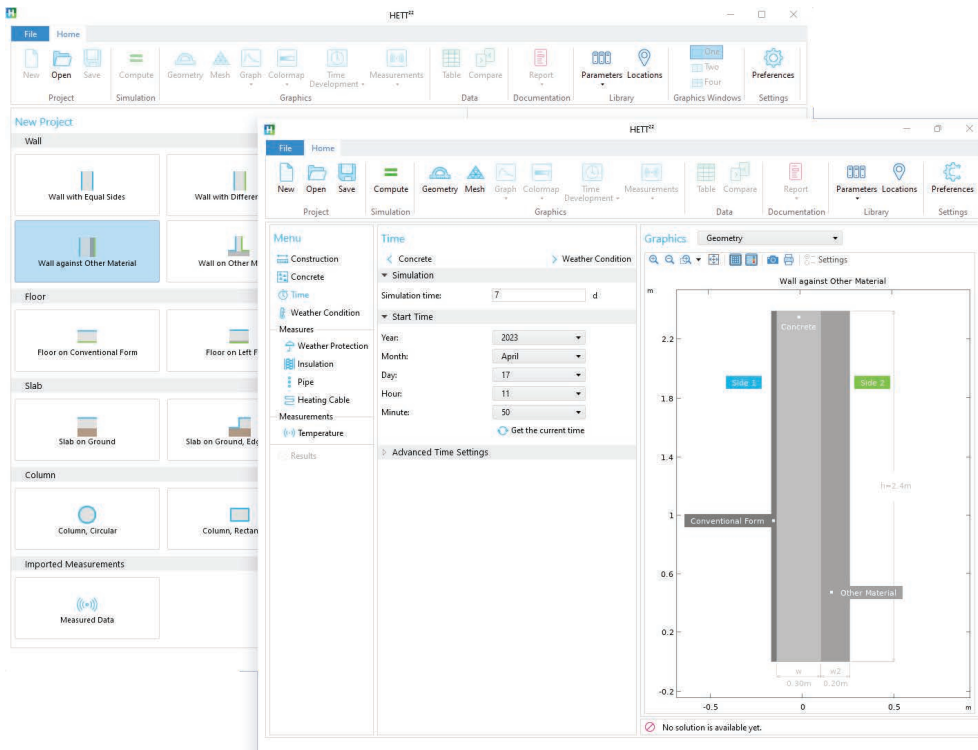 HETT²²
File Home
New Open Save Compute Geometry Mesh Graph Colormap Time Development Measurements Table Compare Report Parameters Locations One Two Four Preferences
Project Simulation Graphics Data Documentation Library Graphics Windows Settings
New Project
Wall
Wall with Equal Sides
Wall with Differen
Wall against Other Material
Wall on Other M
Floor
Floor on Conventional Form
Floor on Left F
Slab
Slab on Ground
Slab on Ground, Edg
Column
Column, Circular
Column, Rectan
Imported Measurements
Measured Data
HETT²²
File Home
New Open Save Compute Geometry Mesh Graph Colormap Time Development Measurements Table Compare Report Parameters Locations Preferences
Project Simulation Graphics Data Documentation Library Settings
Menu
Construction
Concrete
Time
Weather Condition
Measures
Weather Protection
Insulation
Pipe
Heating Cable
Measurements
Temperature
Results
Time
Concrete Weather Condition
Simulation
Simulation time: 7 d
Start Time
Year: 2023
Month: April
Day: 17
Hour: 11
Minute: 50
Get the current time
Advanced Time Settings
Graphics Geometry
Settings
Wall against Other Material
m
2.2
1.8
1.4
1
0.6
0.2
-0.2
Concrete
Side 1 Side 2
h=2.4m
Conventional Form
Other Material
w w2
0.30m 0.20m
-0.5 0 0.5 m
No solution is available yet.